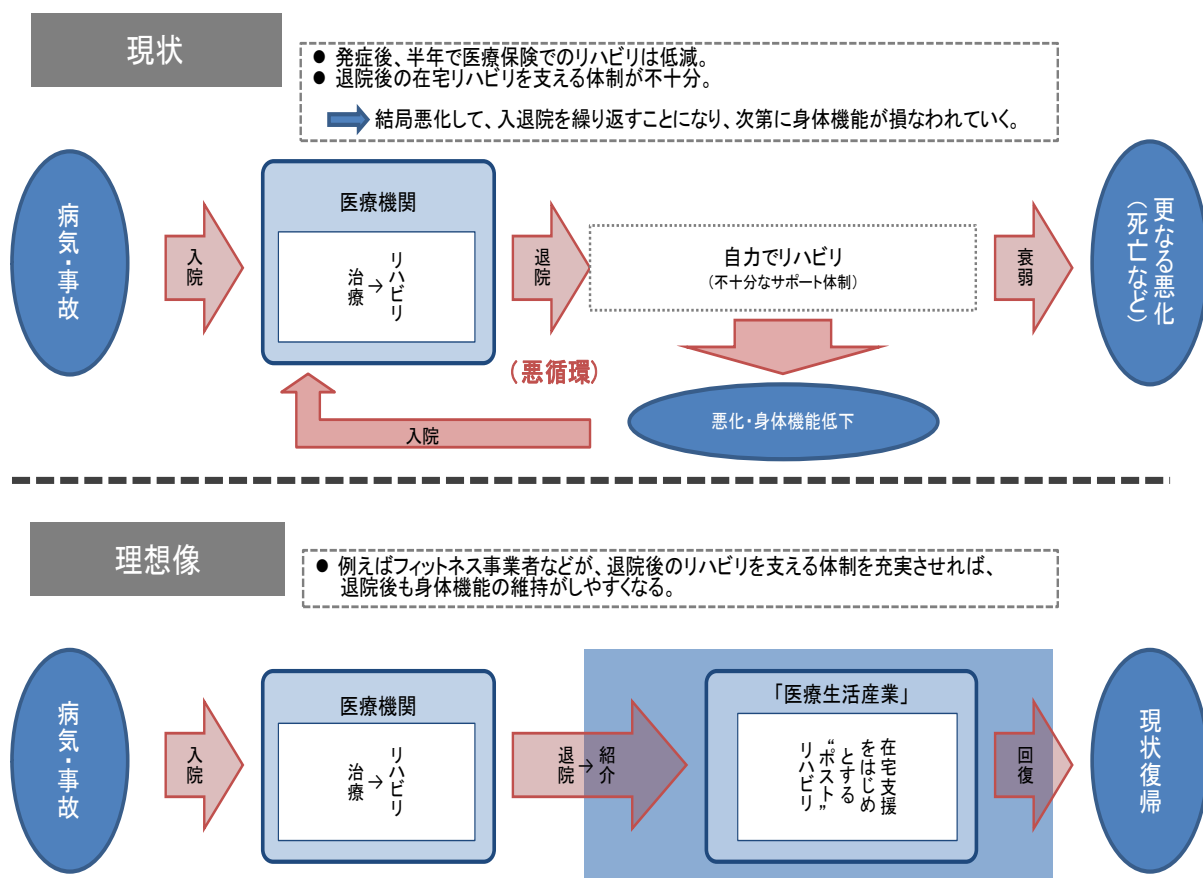 現状
● 発症後、半年で医療保険でのリハビリは低減。
● 退院後の在宅リハビリを支える体制が不十分。
結局悪化して、入退院を繰り返すことになり、次第に身体機能が損なわれていく。
病気・事故
入院
医療機関
治療→リハビリ
退院
自力でリハビリ
(不十分なサポート体制)
衰弱
更なる悪化
(死亡など)
(悪循環)
悪化・身体機能低下
入院
理想像
● 例えばフィットネス事業者などが、退院後のリハビリを支える体制を充実させれば、
退院後も身体機能の維持がしやすくなる。
病気・事故
入院
医療機関
治療→リハビリ
退院→紹介
「医療生活産業」
在宅支援
をはじめ
とする
“ポスト”
リハビリ
回復
現状復帰